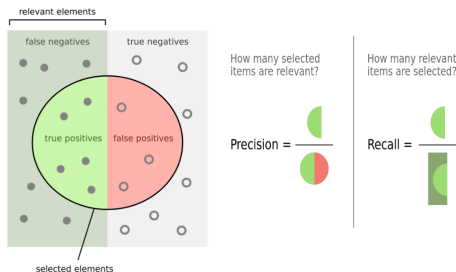 relevant elements
false negatives
true negatives
true positives
false positives
selected elements
How many selected
items are relevant?
Precision =
How many relevant
items are selected?
Recall =